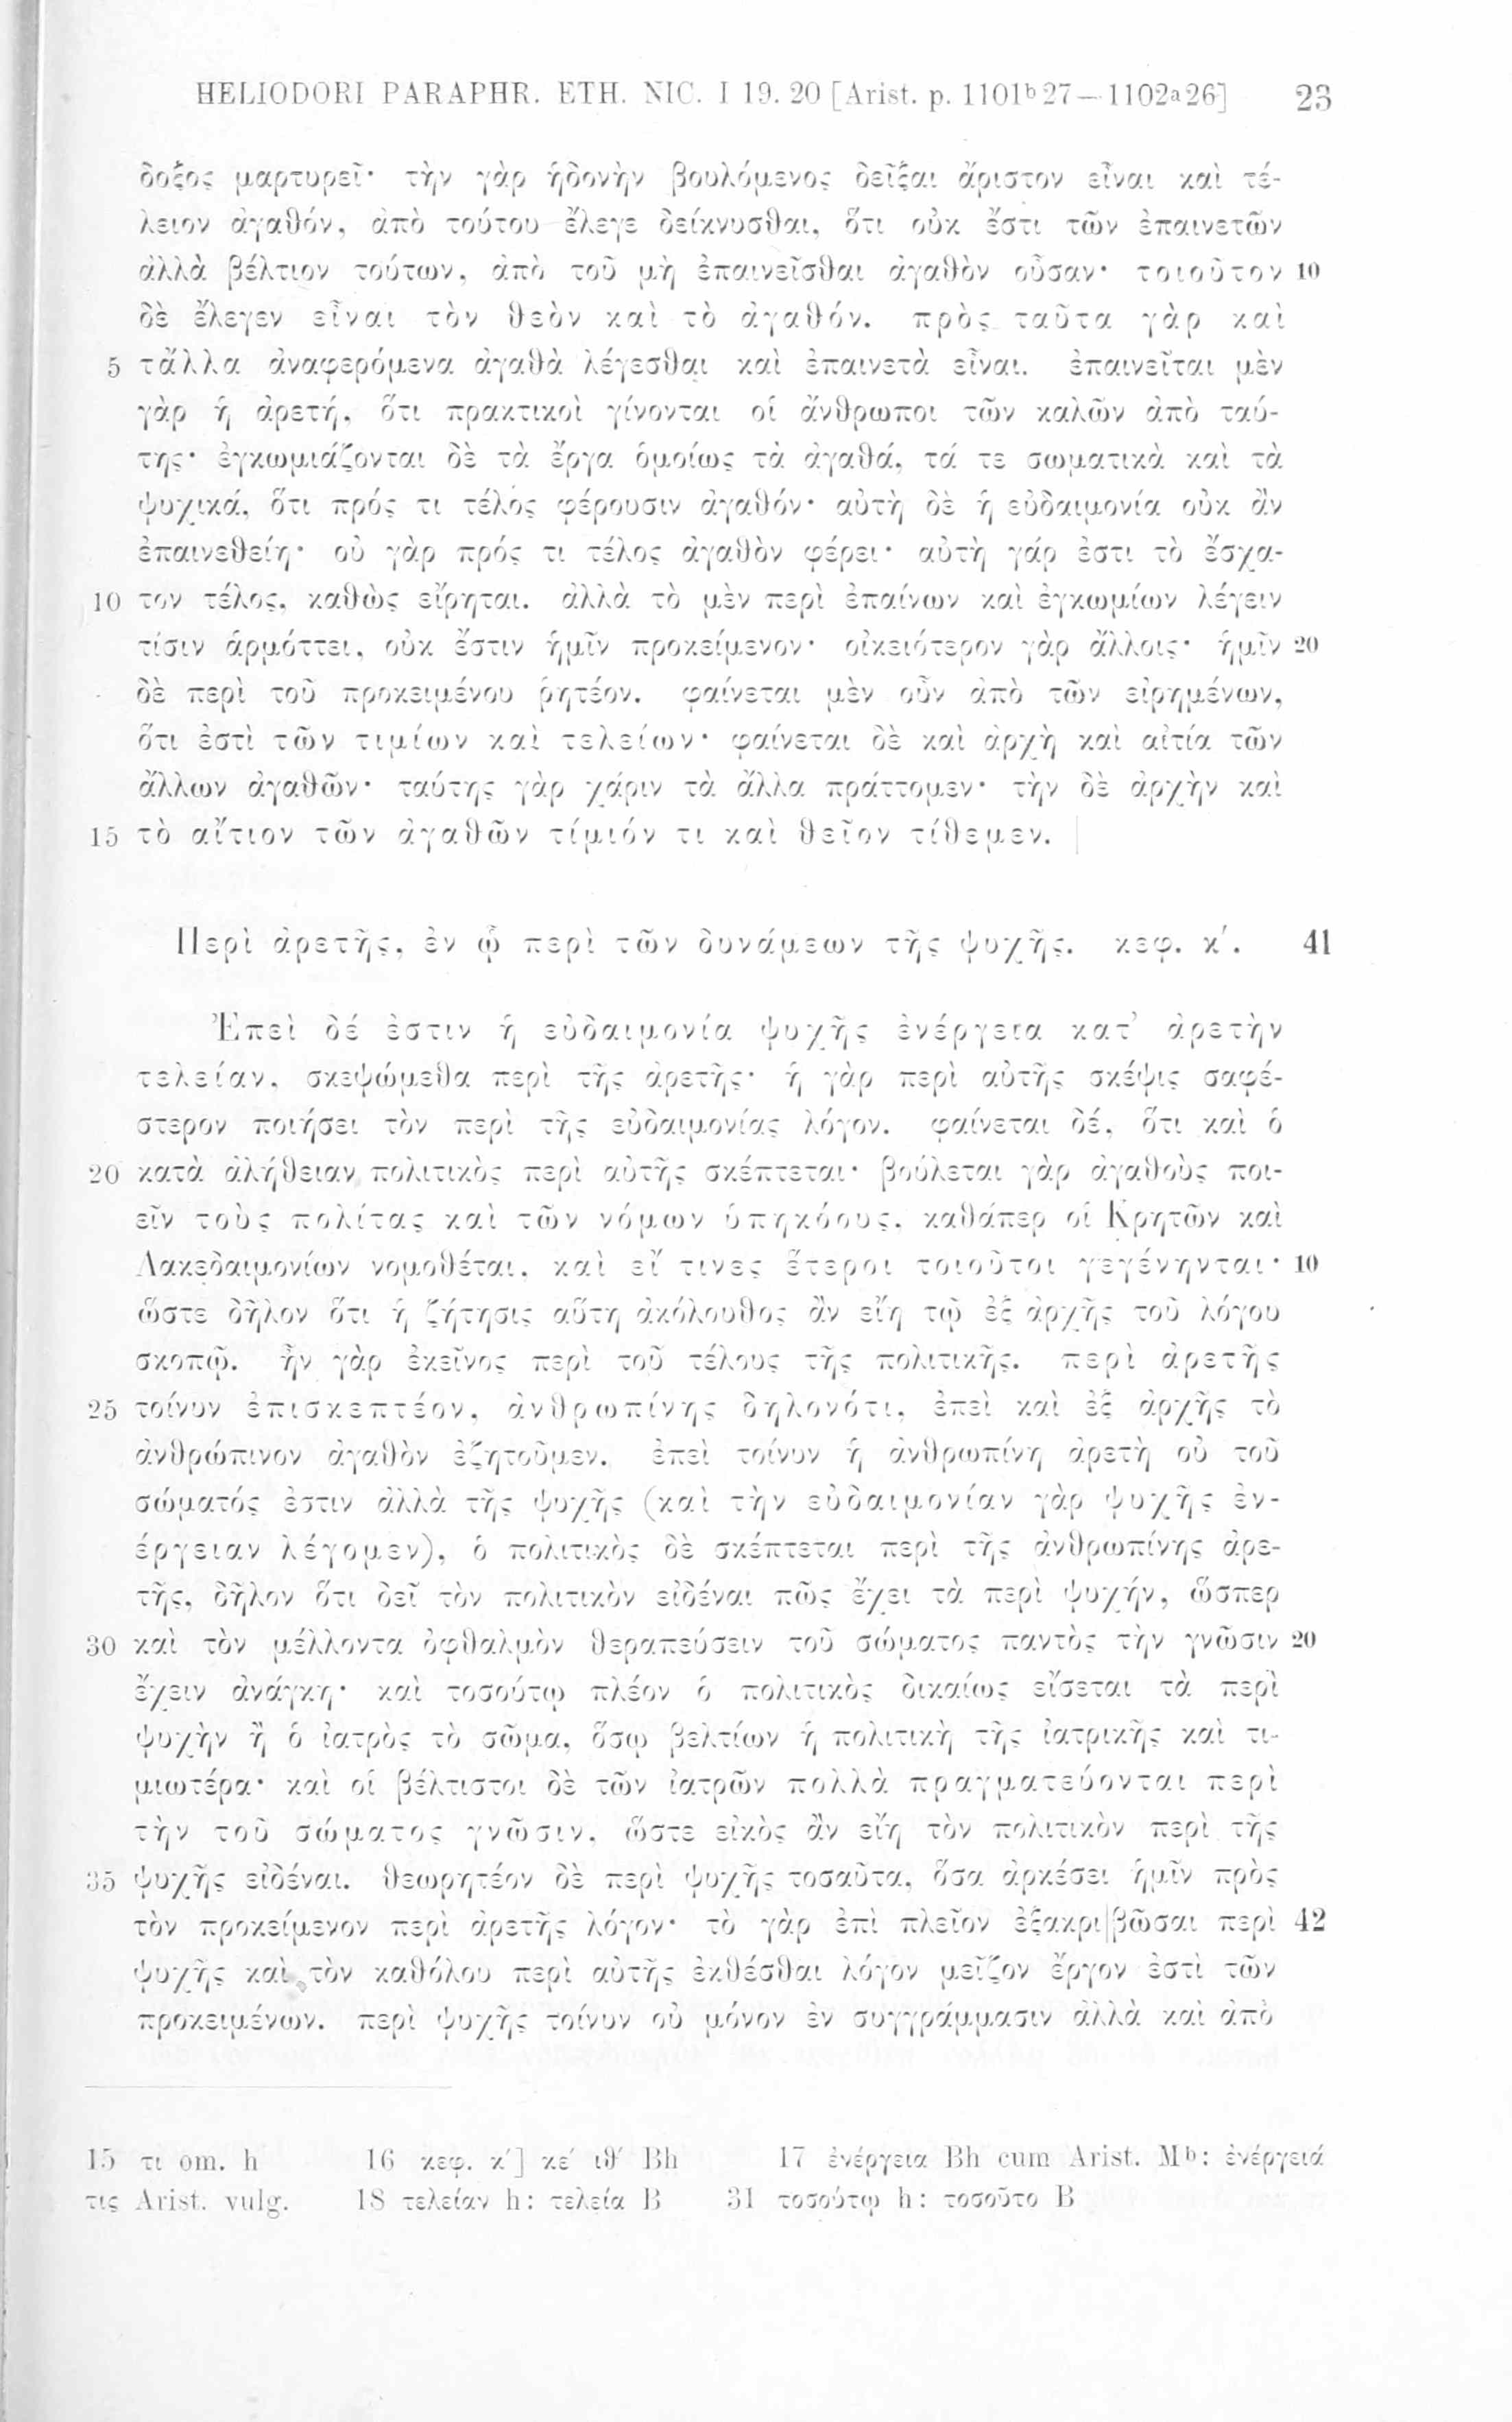 HELIODORI PARAPHR. ETH. NIC. I 19. 20 [Arist. p. 1101b27—1102a26] 23
δοξος μαρτυρεῖ· τὴν γὰρ ἡδονὴν βουλόμενος δεῖξαι ἄριστον εἶναι καὶ τέ-
λειον ἀγαθόν, ἀπὸ τούτου ἔλεγε δείκνυσθαι, ὅτι οὐκ ἔστι τῶν ἐπαινετῶν
ἀλλὰ βέλτιον τούτων, ἀπὸ τοῦ μὴ ἐπαινεῖσθαι ἀγαθὸν οὖσαν· τοιοῦτον 10
δὲ ἔλεγεν εἶναι τὸν θεὸν καὶ τὸ ἀγαθόν. πρὸς ταῦτα γὰρ καὶ
5 τἄλλα ἀναφερόμενα ἀγαθὰ λέγεσθαι καὶ ἐπαινετὰ εἶναι. ἐπαινεῖται μὲν
γὰρ ἡ ἀρετή, ὅτι πρακτικοὶ γίνονται οἱ ἄνθρωποι τῶν καλῶν ἀπὸ ταύ-
της· ἐγκωμιάζονται δὲ τὰ ἔργα ὁμοίως τὰ ἀγαθά, τά τε σωματικὰ καὶ τὰ
ψυχικά, ὅτι πρός τι τέλος φέρουσιν ἀγαθόν· αὐτὴ δὲ ἡ εὐδαιμονία οὐκ ἂν
ἐπαινεθείη· οὐ γὰρ πρός τι τέλος ἀγαθὸν φέρει· αὐτὴ γάρ ἐστι τὸ ἔσχα-
10 τον τέλος, καθὼς εἴρηται. ἀλλὰ τὸ μὲν περὶ ἐπαίνων καὶ ἐγκωμίων λέγειν
τίσιν ἁρμόττει, οὐκ ἔστιν ἡμῖν προκείμενον· οἰκειότερον γὰρ ἄλλοις· ἡμῖν 20
δὲ περὶ τοῦ προκειμένου ῥητέον. φαίνεται μὲν οὖν ἀπὸ τῶν εἰρημένων,
ὅτι ἐστὶ τῶν τιμίων καὶ τελείων· φαίνεται δὲ καὶ ἀρχὴ καὶ αἰτία τῶν
ἄλλων ἀγαθῶν· ταύτης γὰρ χάριν τὰ ἄλλα πράττομεν· τὴν δὲ ἀρχὴν καὶ
15 τὸ αἴτιον τῶν ἀγαθῶν τίμιόν τι καὶ θεῖον τίθεμεν. |
Περὶ ἀρετῆς, ἐν ᾧ περὶ τῶν δυνάμεων τῆς ψυχῆς. κεφ. κʹ. 41
Ἐπεὶ δέ ἐστιν ἡ εὐδαιμονία ψυχῆς ἐνέργεια κατ’ ἀρετὴν
τελείαν, σκεψώμεθα περὶ τῆς ἀρετῆς· ἡ γὰρ περὶ αὐτῆς σκέψις σαφέ-
στερον ποιήσει τὸν περὶ τῆς εὐδαιμονίας λόγον. φαίνεται δέ, ὅτι καὶ ὁ
20 κατὰ ἀλήθειαν πολιτικὸς περὶ αὐτῆς σκέπτεται· βούλεται γὰρ ἀγαθοὺς ποι-
εῖν τοὺς πολίτας καὶ τῶν νόμων ὑπηκόους, καθάπερ οἱ Κρητῶν καὶ
Λακεδαιμονίων νομοθέται, καὶ εἴ τινες ἕτεροι τοιοῦτοι γεγένηνται· 10
ὥστε δῆλον ὅτι ἡ ζήτησις αὕτη ἀκόλουθος ἂν εἴη τῷ ἐξ ἀρχῆς τοῦ λόγου
σκοπῷ. ἦν γὰρ ἐκεῖνος περὶ τοῦ τέλους τῆς πολιτικῆς. περὶ ἀρετῆς
25 τοίνυν ἐπισκεπτέον, ἀνθρωπίνης δηλονότι, ἐπεὶ καὶ ἐξ ἀρχῆς τὸ
ἀνθρώπινον ἀγαθὸν ἐζητοῦμεν. ἐπεὶ τοίνυν ἡ ἀνθρωπίνη ἀρετὴ οὐ τοῦ
σώματός ἐστιν ἀλλὰ τῆς ψυχῆς (καὶ τὴν εὐδαιμονίαν γὰρ ψυχῆς ἐν-
έργειαν λέγομεν), ὁ πολιτικὸς δὲ σκέπτεται περὶ τῆς ἀνθρωπίνης ἀρε-
τῆς, δῆλον ὅτι δεῖ τὸν πολιτικὸν εἰδέναι πῶς ἔχει τὰ περὶ ψυχήν, ὥσπερ
30 καὶ τὸν μέλλοντα ὀφθαλμὸν θεραπεύσειν τοῦ σώματος παντὸς τὴν γνῶσιν 20
ἔχειν ἀνάγκη· καὶ τοσούτῳ πλέον ὁ πολιτικὸς δικαίως εἴσεται τὰ περὶ
ψυχὴν ἢ ὁ ἰατρὸς τὸ σῶμα, ὅσῳ βελτίων ἡ πολιτικὴ τῆς ἰατρικῆς καὶ τι-
μιωτέρα· καὶ οἱ βέλτιστοι δὲ τῶν ἰατρῶν πολλὰ πραγματεύονται περὶ
τὴν τοῦ σώματος γνῶσιν, ὥστε εἰκὸς ἂν εἴη τὸν πολιτικὸν περὶ τῆς
35 ψυχῆς εἰδέναι. θεωρητέον δὲ περὶ ψυχῆς τοσαῦτα, ὅσα ἀρκέσει ἡμῖν πρὸς
τὸν προκείμενον περὶ ἀρετῆς λόγον· τὸ γὰρ ἐπὶ πλεῖον ἐξακρι|βῶσαι περὶ 42
ψυχῆς καὶ τὸν καθόλου περὶ αὐτῆς ἐκθέσθαι λόγον μεῖζον ἔργον ἐστὶ τῶν
προκειμένων. περὶ ψυχῆς τοίνυν οὐ μόνον ἐν συγγράμμασιν ἀλλὰ καὶ ἀπὸ
15 τι om. h 16 κεφ. κʹ] κεʹ ιθʹ Bh 17 ἐνέργεια Bh cum Arist. Mb: ἐνέργειά
τις Arist. vulg. 18 τελείαν h: τελεία B 31 τοσούτῳ h: τοσοῦτο B